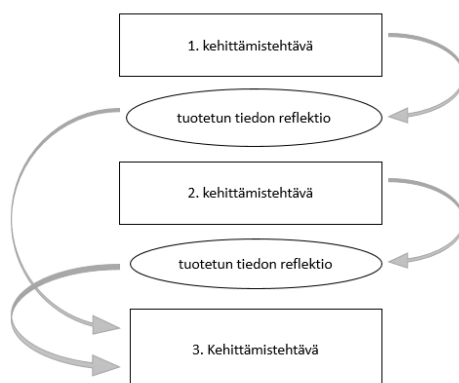 1. kehittämistehtävä
tuotetun tiedon reflektio
2. kehittämistehtävä
tuotetun tiedon reflektio
3. Kehittämistehtävä